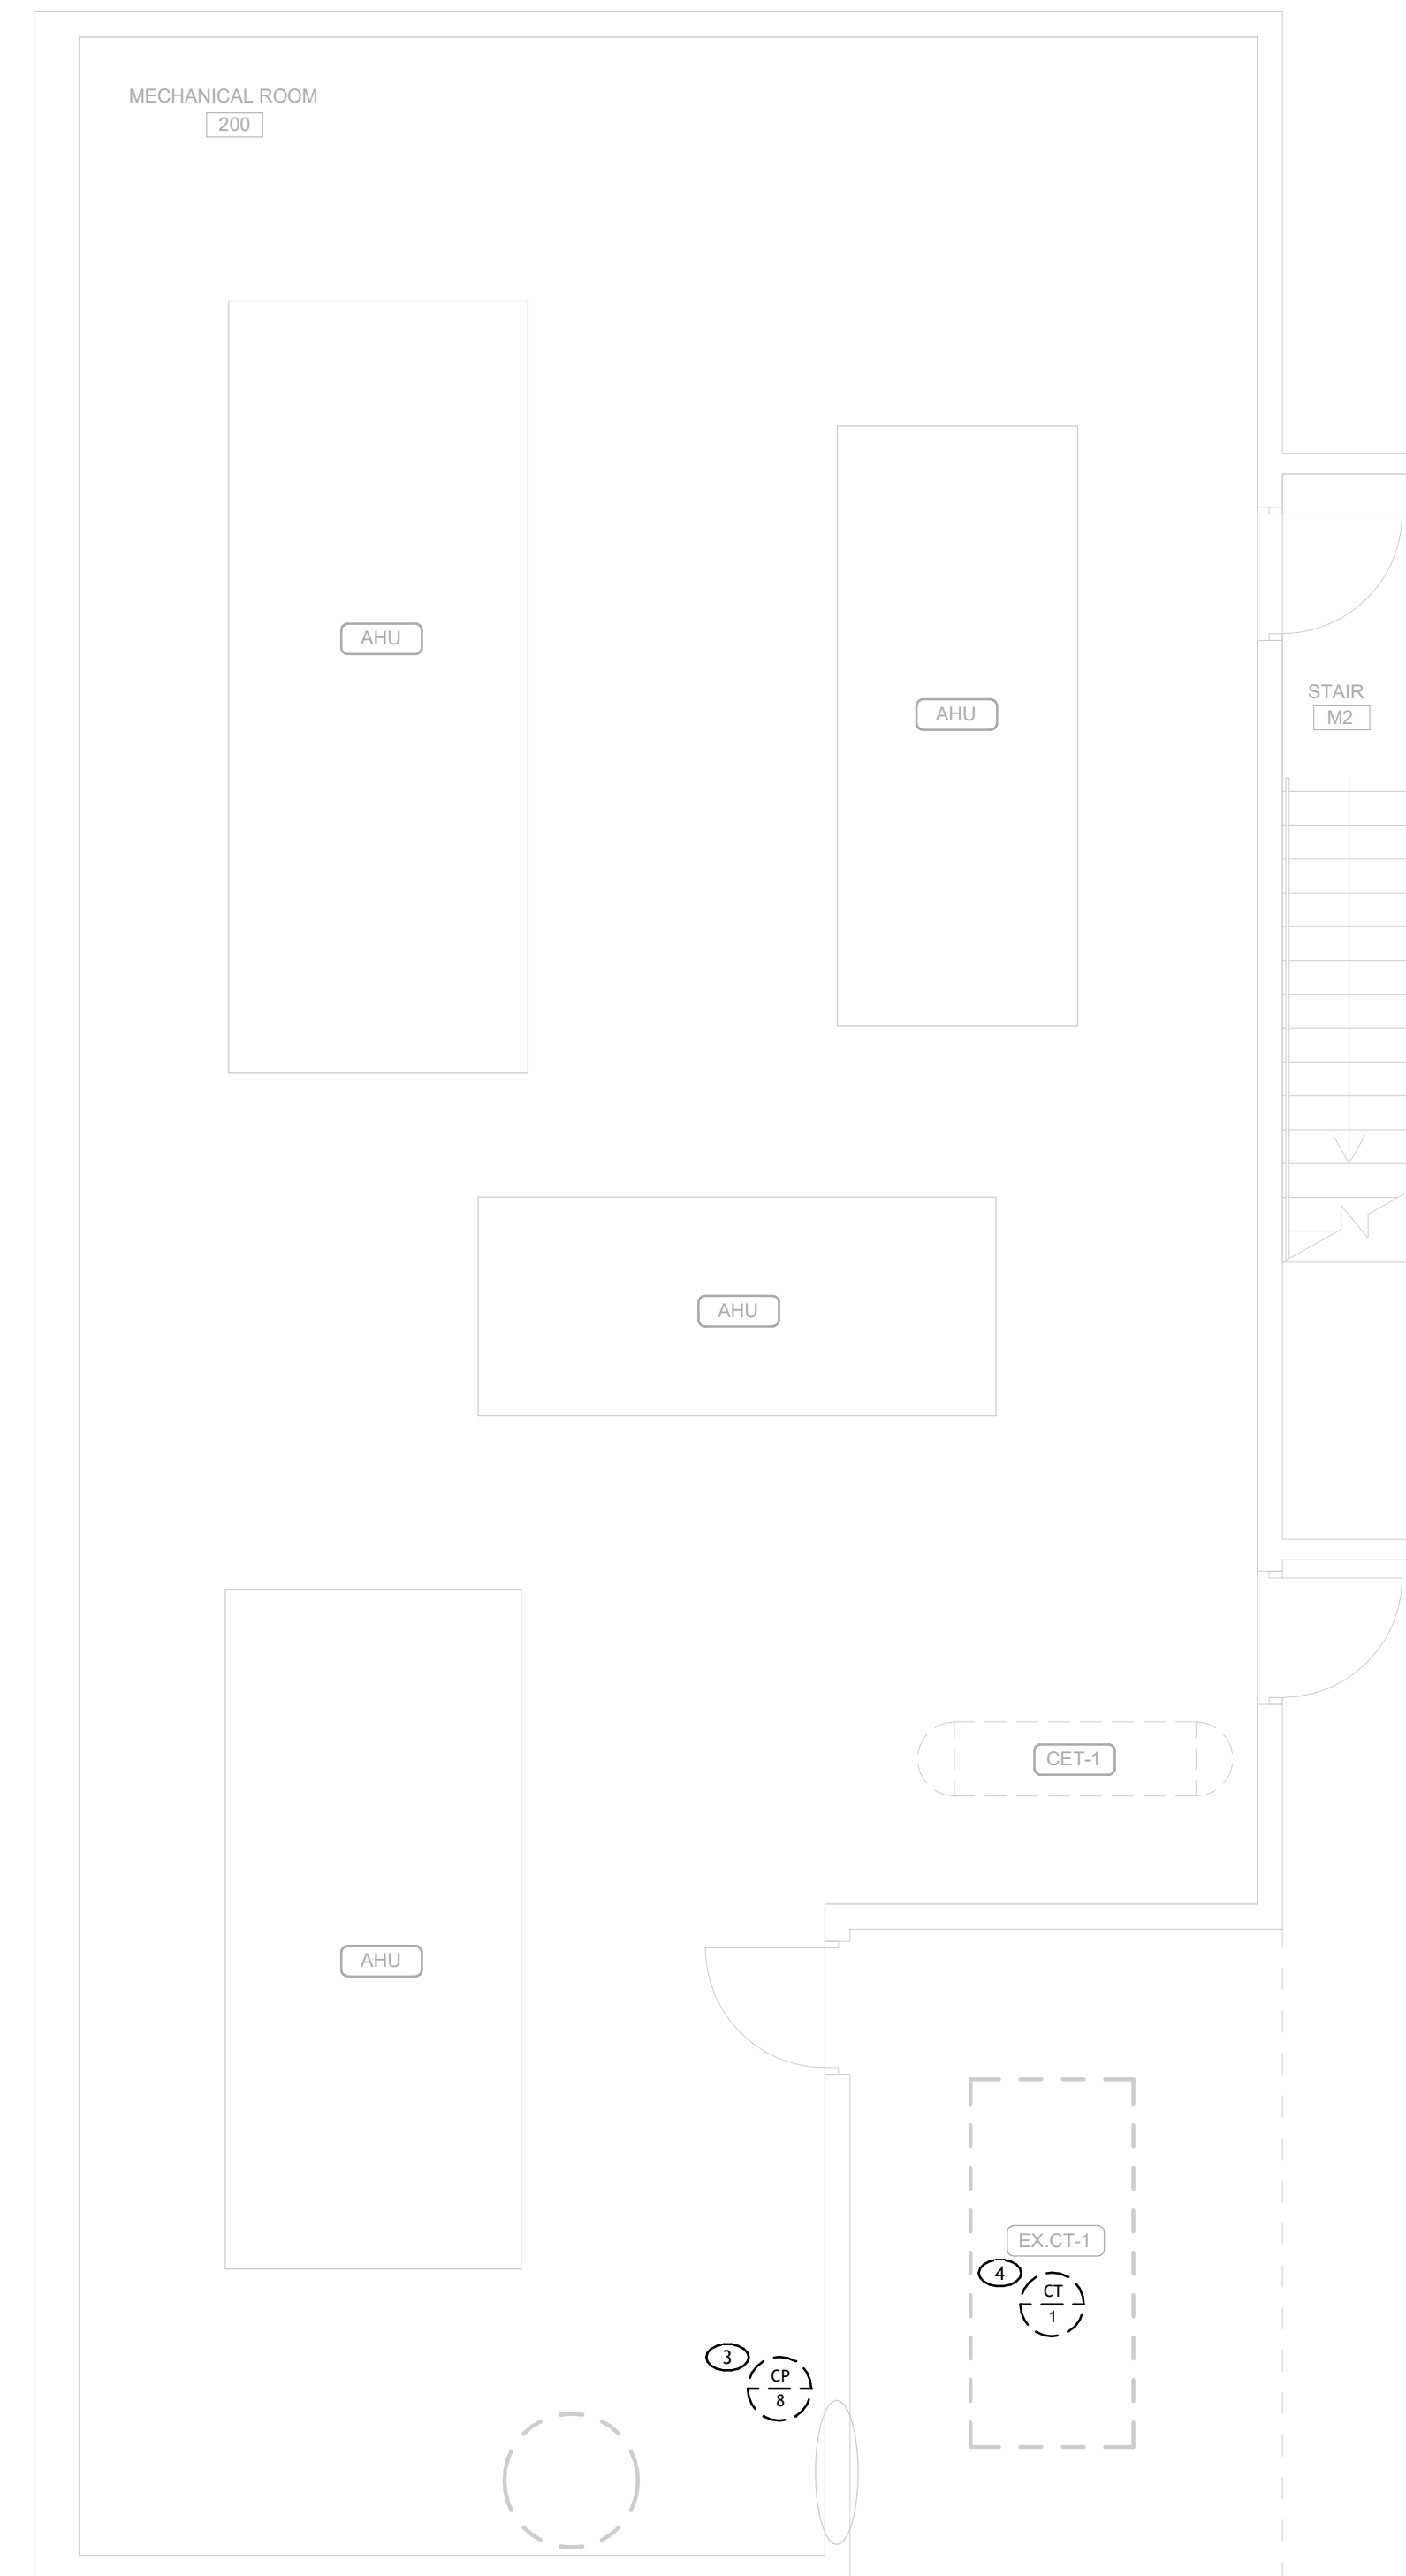 MECHANICAL ROOM
200
AHU
AHU
STAIR
M2
AHU
CET-1
AHU
EX.CT-1
4
CT
1
3
CP
8